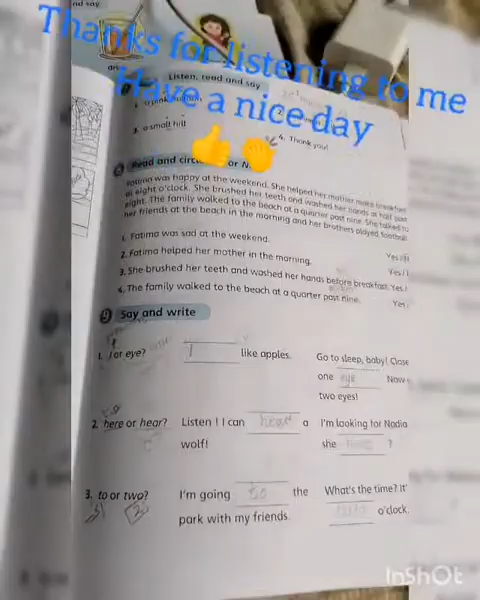 nd say
Thanks for listening to me
Have a nice day
Listen, read and say
3. a small hill
4. Thank you!
Read and circ or N
Fatima was happy at the weekend. She helped her mother make breakfast
at eight o'clock. She brushed her teeth and washed her hands at half past
eight. The family walked to the beach at a quarter past nine. She talked to
her friends at the beach in the morning and her brothers played football
1. Fatima was sad at the weekend.
2. Fatima helped her mother in the morning. Yes/N
3. She brushed her teeth and washed her hands before breakfast. Yes/
4. The family walked to the beach at a quarter past nine. Yes/
9 Say and write
1. I or eye? I like apples. Go to sleep, baby! Close
one eye Now
two eyes!
2. here or hear? Listen! I can hear a I'm looking for Nadia
wolf! she ?
3. to or two? I'm going to the What's the time? It'
park with my friends. o'clock.
InShOt